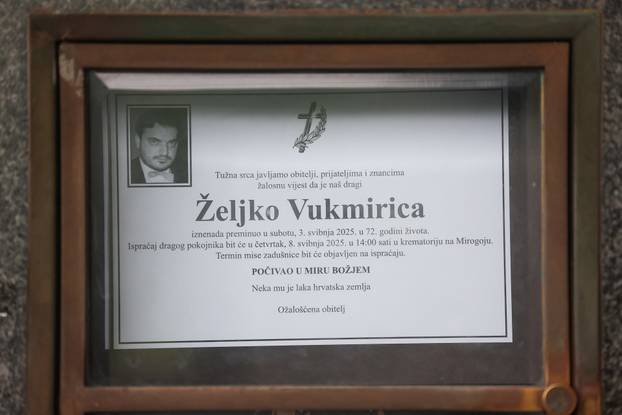 Tužna srca javljamo obitelji, prijateljima i znancima
žalosnu vijest da je naš dragi
Željko Vukmirica
iznenada preminuo u subotu, 3. svibnja 2025. u 72. godini života.
Ispraćaj dragog pokojnika bit će u četvrtak, 8. svibnja 2025. u 14:00 sati u krematoriju na Mirogoju.
Termin mise zadušnice bit će objavljen na ispraćaju.
POČIVAO U MIRU BOŽJEM
Neka mu je laka hrvatska zemlja
Ožalošćena obitelj